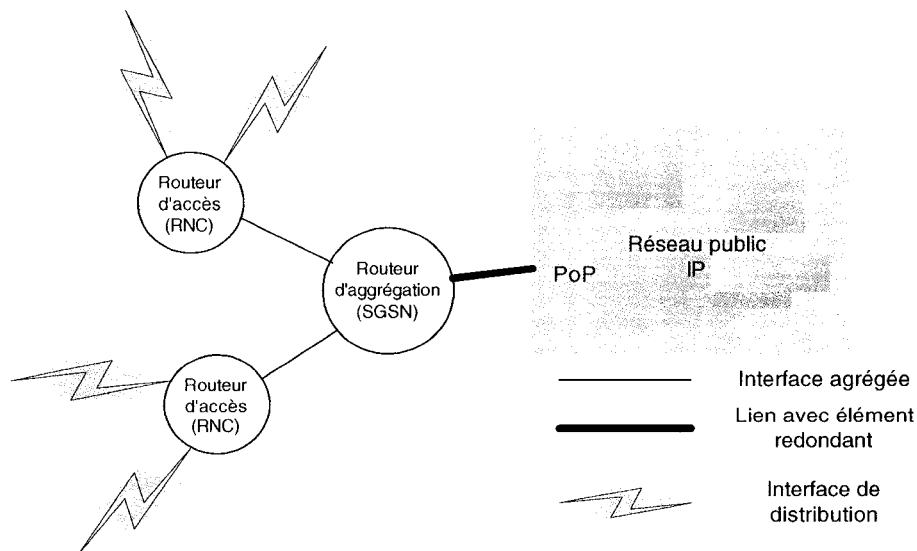 Routeur
d'accès
(RNC)
Routeur
d'aggrégation
(SGSN)
PoP
Réseau public
IP
Routeur
d'accès
(RNC)
Interface agrégée
Lien avec élément
redondant
Interface de
distribution